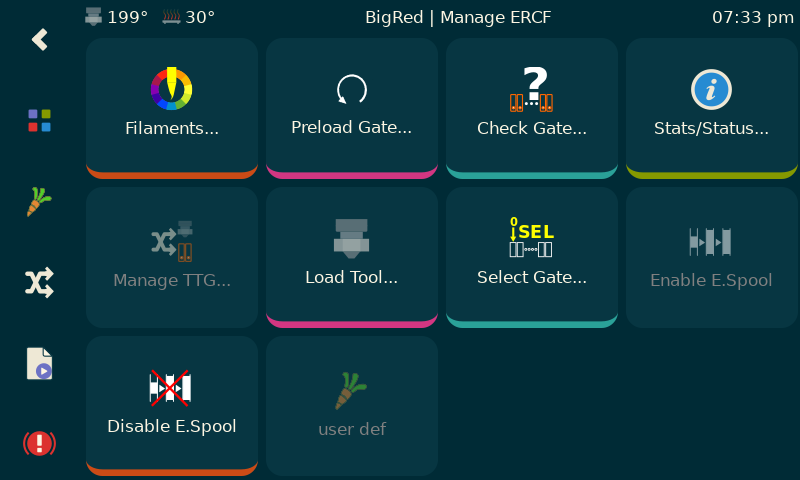 199° 30° BigRed | Manage ERCF 07:33 pm
? i
Filaments... Preload Gate... Check Gate... Stats/Status...
0
SEL
Manage TTG... Load Tool... Select Gate... Enable E.Spool
Disable E.Spool user def
!